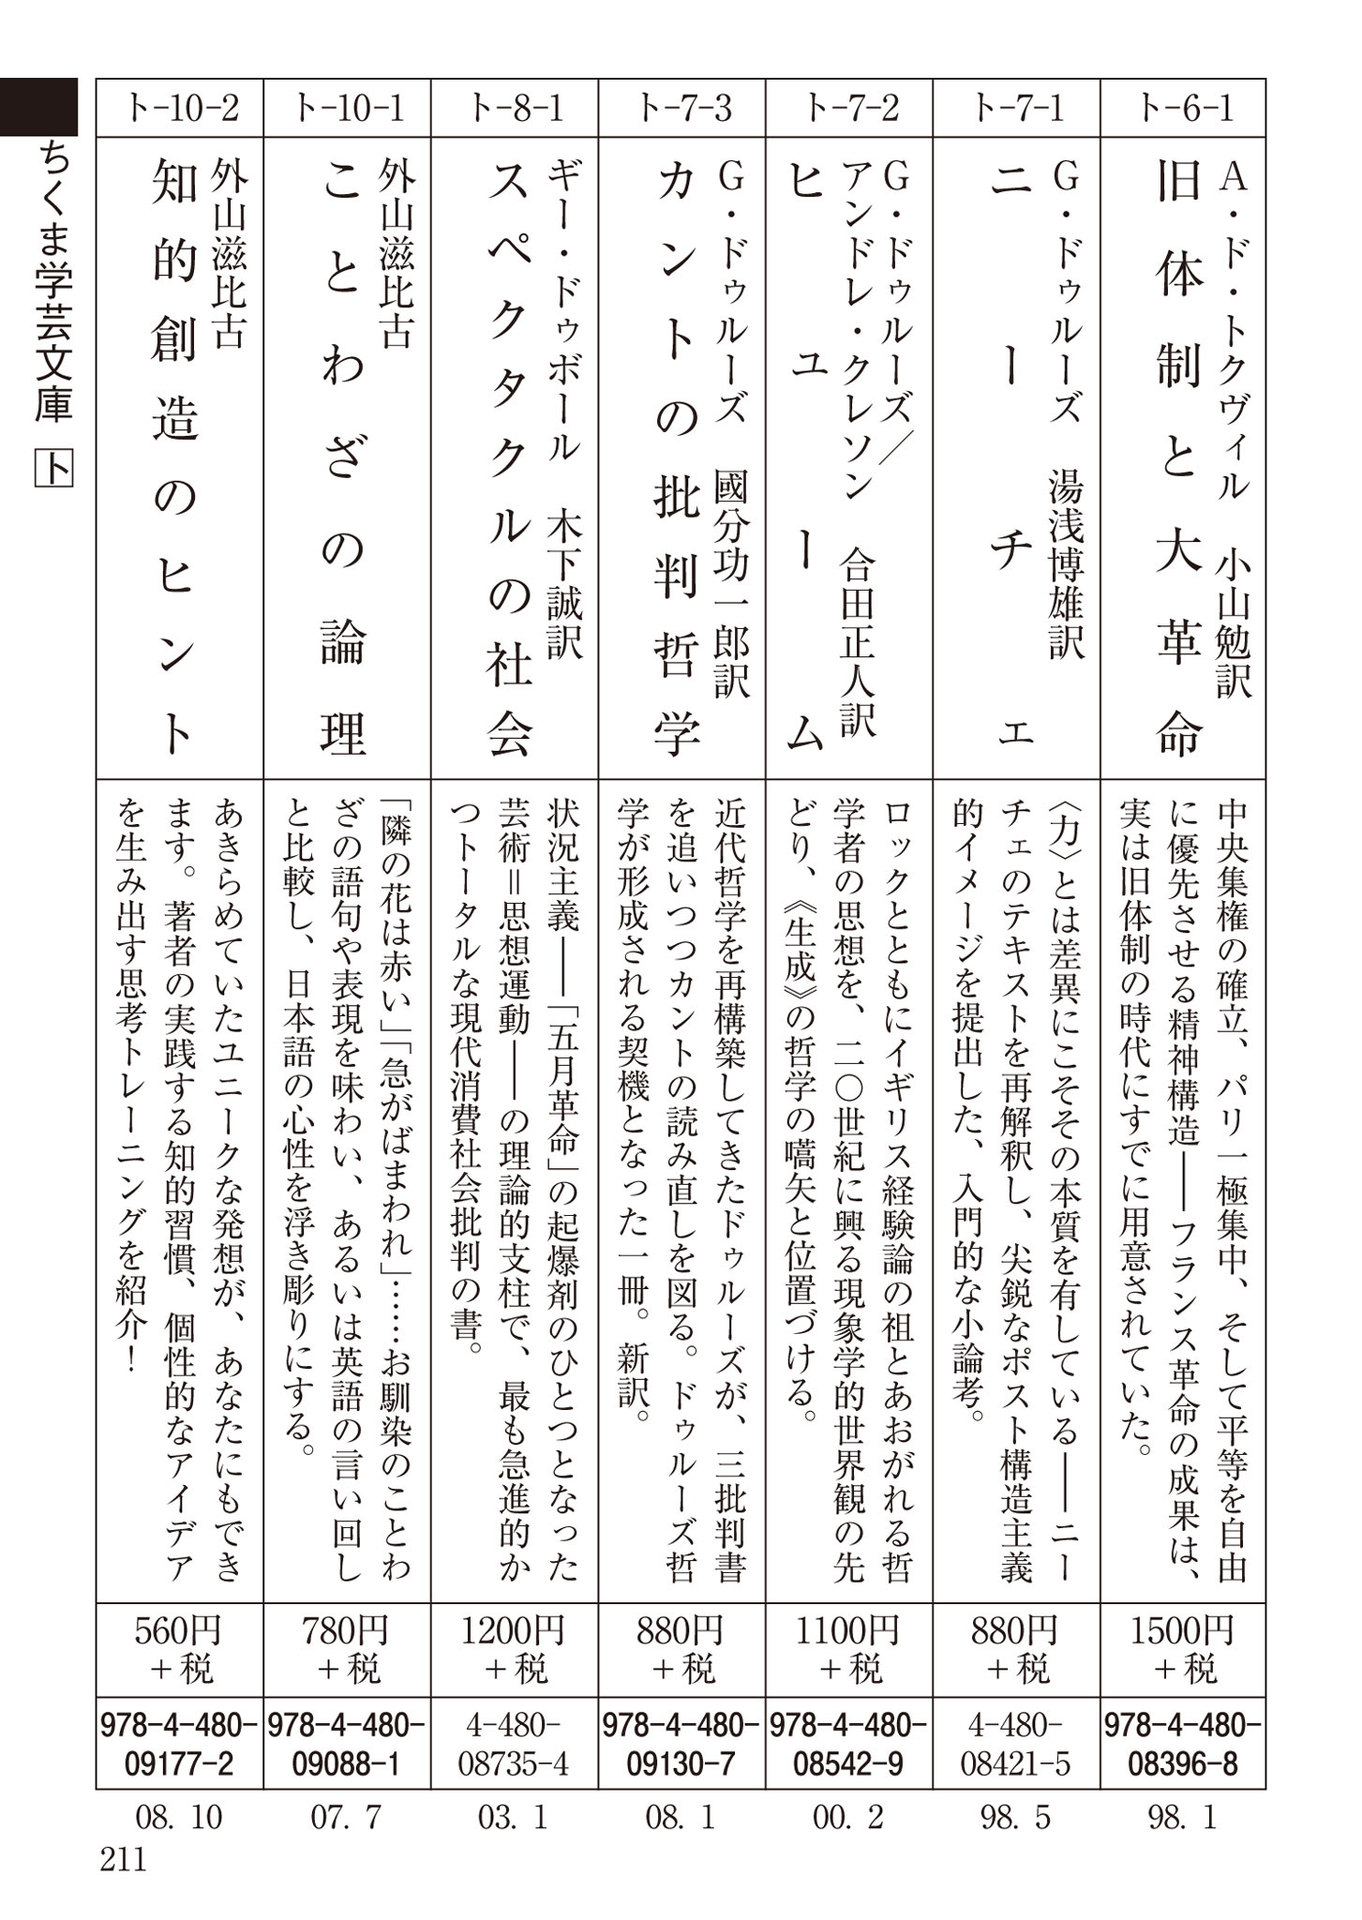 ちくま学芸文庫 ト
ト-6-1
A・ド・トクヴィル 小山勉訳
旧体制と大革命
中央集権の確立、パリ一極集中、そして平等を自由
に優先させる精神構造――フランス革命の成果は、
実は旧体制の時代にすでに用意されていた。
1500円
+税
978-4-480-
08396-8
98. 1
ト-7-1
G・ドゥルーズ 湯浅博雄訳
ニーチェ
〈力〉とは差異にこそその本質を有している――ニー
チェのテキストを再解釈し、尖鋭なポスト構造主義
的イメージを提出した、入門的な小論考。
880円
+税
4-480-
08421-5
98. 5
ト-7-2
G・ドゥルーズ/
アンドレ・クレソン 合田正人訳
ヒューム
ロックとともにイギリス経験論の祖とあおがれる哲
学者の思想を、二〇世紀に興る現象学的世界観の先
どり、《生成》の哲学の嚆矢と位置づける。
1100円
+税
978-4-480-
08542-9
00. 2
ト-7-3
G・ドゥルーズ 國分功一郎訳
カントの批判哲学
近代哲学を再構築してきたドゥルーズが、三批判書
を追いつつカントの読み直しを図る。ドゥルーズ哲
学が形成される契機となった一冊。新訳。
880円
+税
978-4-480-
09130-7
08. 1
ト-8-1
ギー・ドゥボール 木下誠訳
スペクタクルの社会
状況主義――「五月革命」の起爆剤のひとつとなった
芸術=思想運動――の理論的支柱で、最も急進的か
つトータルな現代消費社会批判の書。
1200円
+税
4-480-
08735-4
03. 1
ト-10-1
外山滋比古
ことわざの論理
「隣の花は赤い」「急がばまわれ」……お馴染のことわ
ざの語句や表現を味わい、あるいは英語の言い回し
と比較し、日本語の心性を浮き彫りにする。
780円
+税
978-4-480-
09088-1
07. 7
ト-10-2
外山滋比古
知的創造のヒント
あきらめていたユニークな発想が、あなたにもでき
ます。著者の実践する知的習慣、個性的なアイデア
を生み出す思考トレーニングを紹介！
560円
+税
978-4-480-
09177-2
08. 10
211